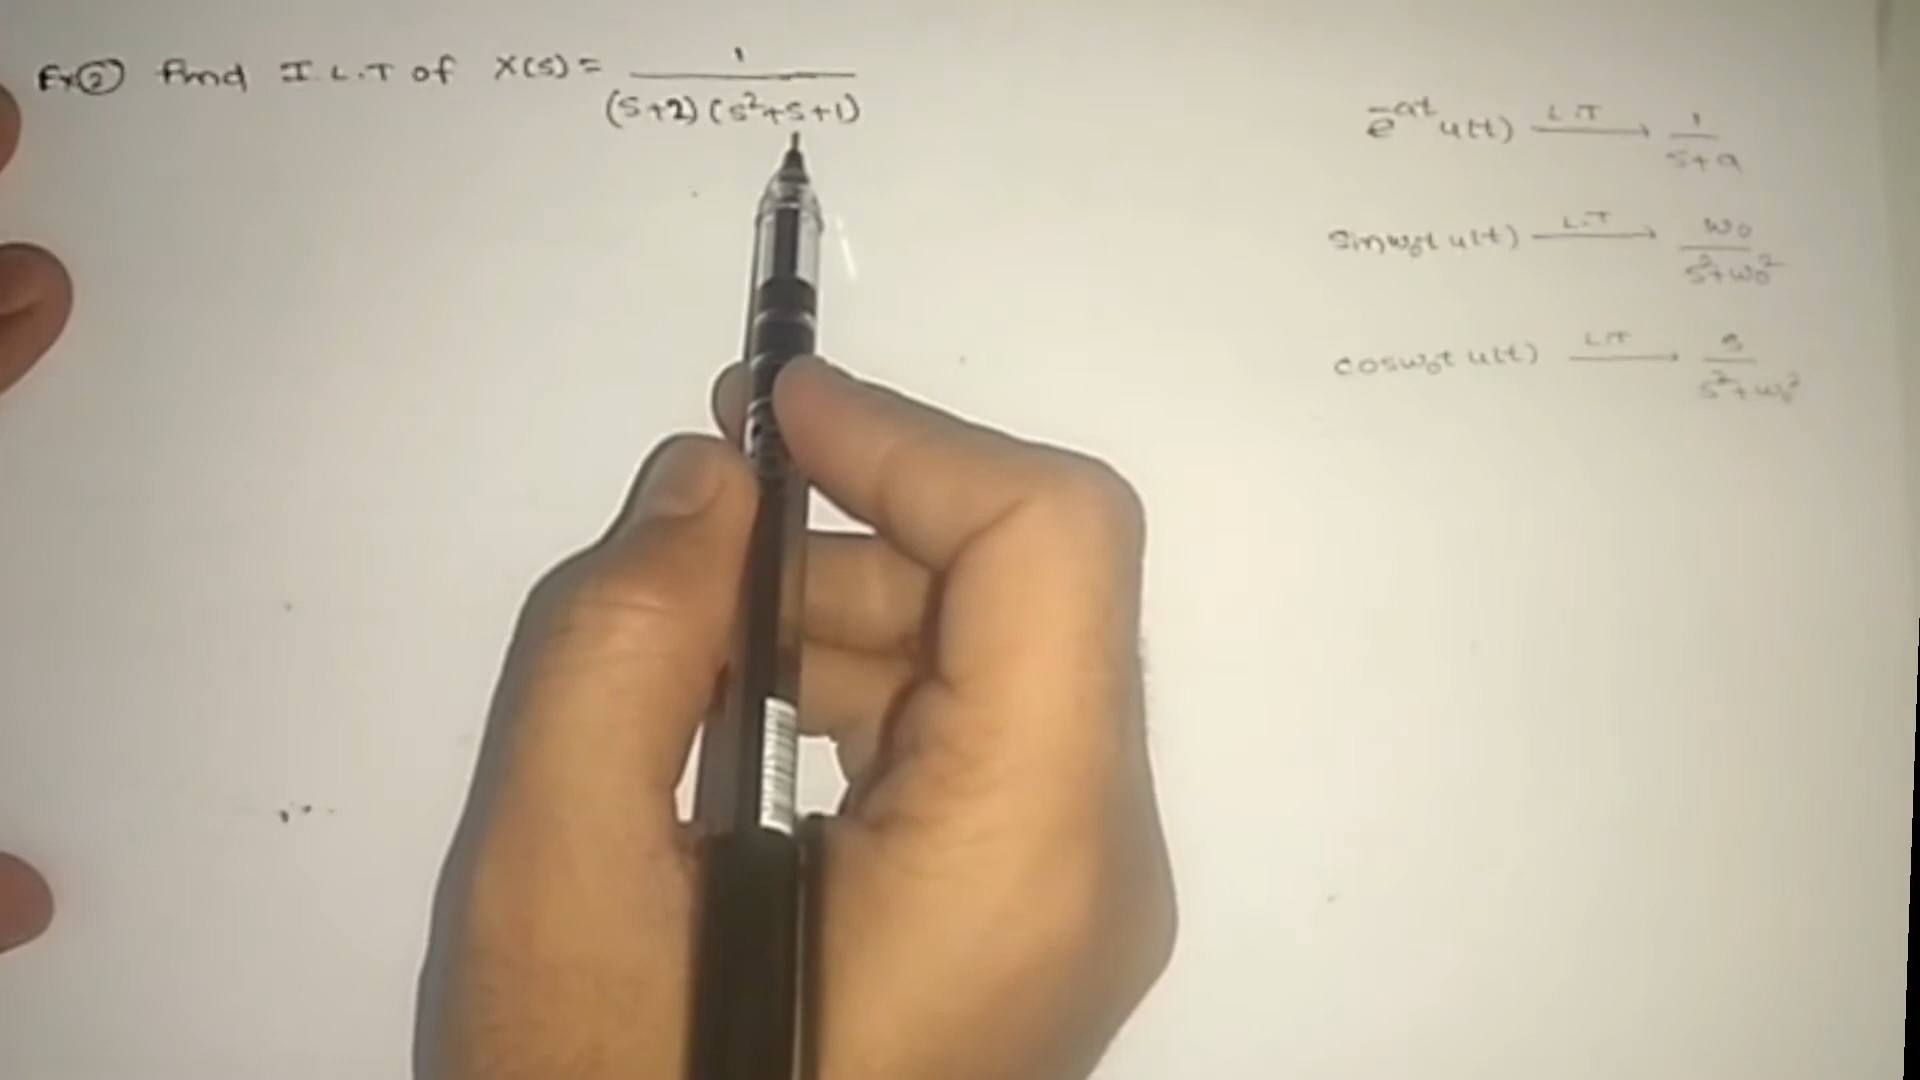 Ex② Find I.L.T of X(s) = 1 / (s+2)(s²+s+1)
e^-at u(t) L.T → 1 / s+a
sinω₀t u(t) L.T → ω₀ / s²+ω₀²
cosω₀t u(t) L.T → s / s²+ω₀²